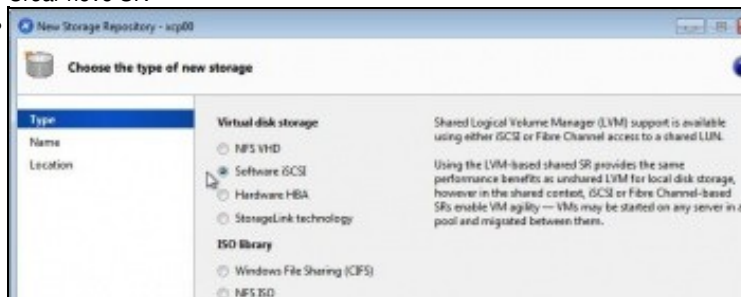 New Storage Repository - xcp00
Choose the type of new storage
Type
Name
Location
Virtual disk storage
NFS VHD
Software iSCSI
Hardware HBA
StorageLink technology
ISO library
Windows File Sharing (CIFS)
NFS ISO
Shared Logical Volume Manager (LVM) support is available
using either iSCSI or Fibre Channel access to a shared LUN.
Using the LVM-based shared SR provides the same
performance benefits as unshared LVM for local disk storage,
however in the shared context, iSCSI or Fibre Channel-based
SRs enable VM agility — VMs may be started on any server in a
pool and migrated between them.